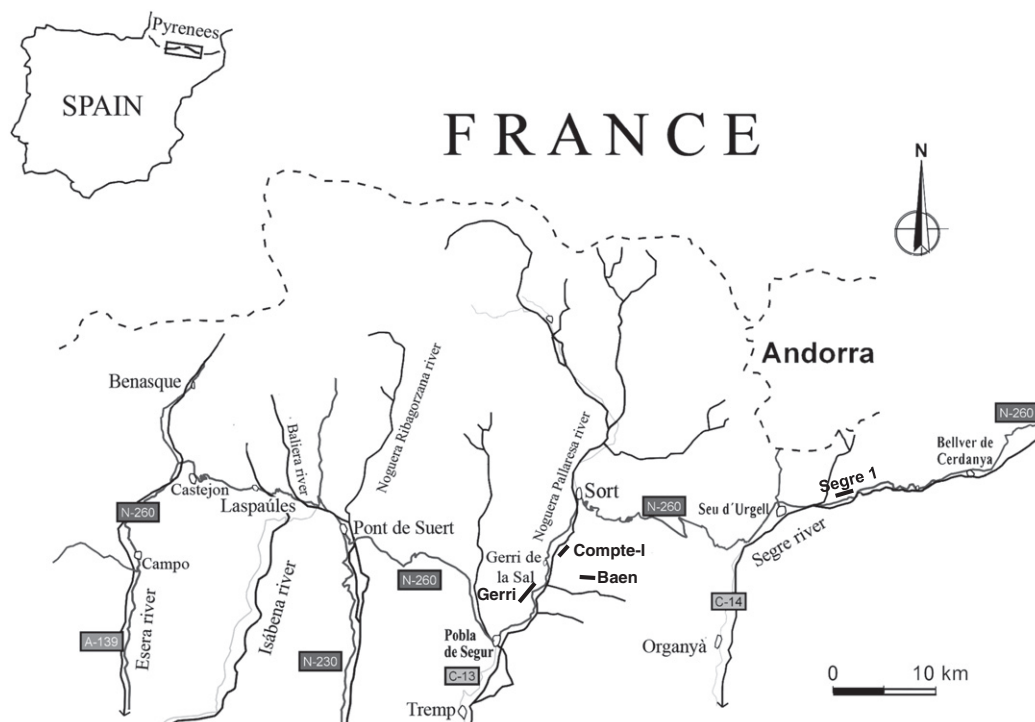 Pyrenees
SPAIN
FRANCE
N
Andorra
Benasque
Baliera river
Noguera Ribagorzana river
Noguera Pallaresa river
N-260
Bellver de
Cerdanya
Segre 1
Castejon
Laspaúles
Sort
N-260
Seu d´Urgell
N-260
Pont de Suert
Segre river
Compte-I
Campo
Gerri de
la Sal
Baen
N-260
Gerri
C-14
Esera river
Isábena river
A-139
Pobla
de Segur
Organyà
N-230
C-13
Tremp
0
10 km